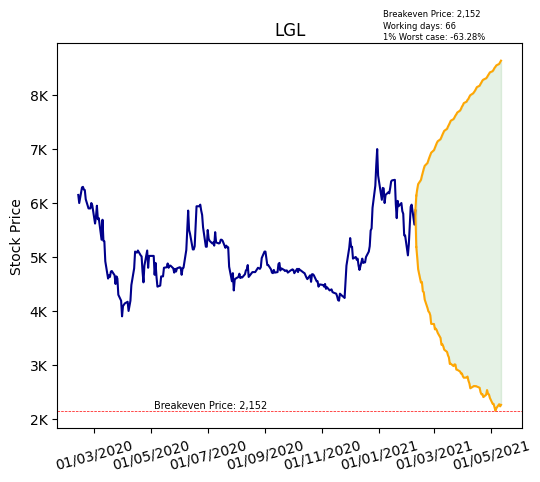 Breakeven Price: 2,152
Working days: 66
1% Worst case: -63.28%
LGL
Stock Price
8K
7K
6K
5K
4K
3K
2K
Breakeven Price: 2,152
01/03/2020
01/05/2020
01/07/2020
01/09/2020
01/11/2020
01/01/2021
01/03/2021
01/05/2021